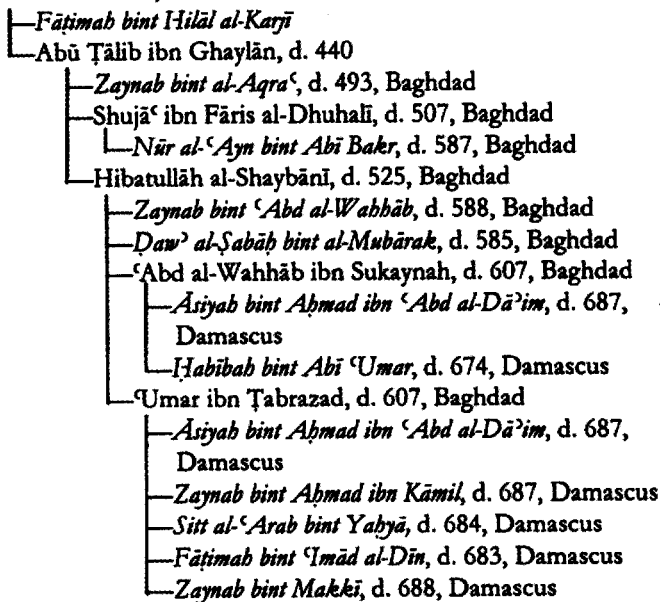 Fāṭimah bint Hilāl al-Karjī
Abū Ṭālib ibn Ghaylān, d. 440
Zaynab bint al-Aqraʿ, d. 493, Baghdad
Shujāʿ ibn Fāris al-Dhuhalī, d. 507, Baghdad
Nūr al-ʿAyn bint Abī Bakr, d. 587, Baghdad
Hibatullāh al-Shaybānī, d. 525, Baghdad
Zaynab bint ʿAbd al-Wahhāb, d. 588, Baghdad
Ḍawʾ al-Ṣabāḥ bint al-Mubārak, d. 585, Baghdad
ʿAbd al-Wahhāb ibn Sukaynah, d. 607, Baghdad
Āsiyah bint Aḥmad ibn ʿAbd al-Dāʾim, d. 687,
Damascus
Ḥabībah bint Abī ʿUmar, d. 674, Damascus
ʿUmar ibn Ṭabrazad, d. 607, Baghdad
Āsiyah bint Aḥmad ibn ʿAbd al-Dāʾim, d. 687,
Damascus
Zaynab bint Aḥmad ibn Kāmil, d. 687, Damascus
Sitt al-ʿArab bint Yaḥyā, d. 684, Damascus
Fāṭimah bint ʿImād al-Dīn, d. 683, Damascus
Zaynab bint Makkī, d. 688, Damascus